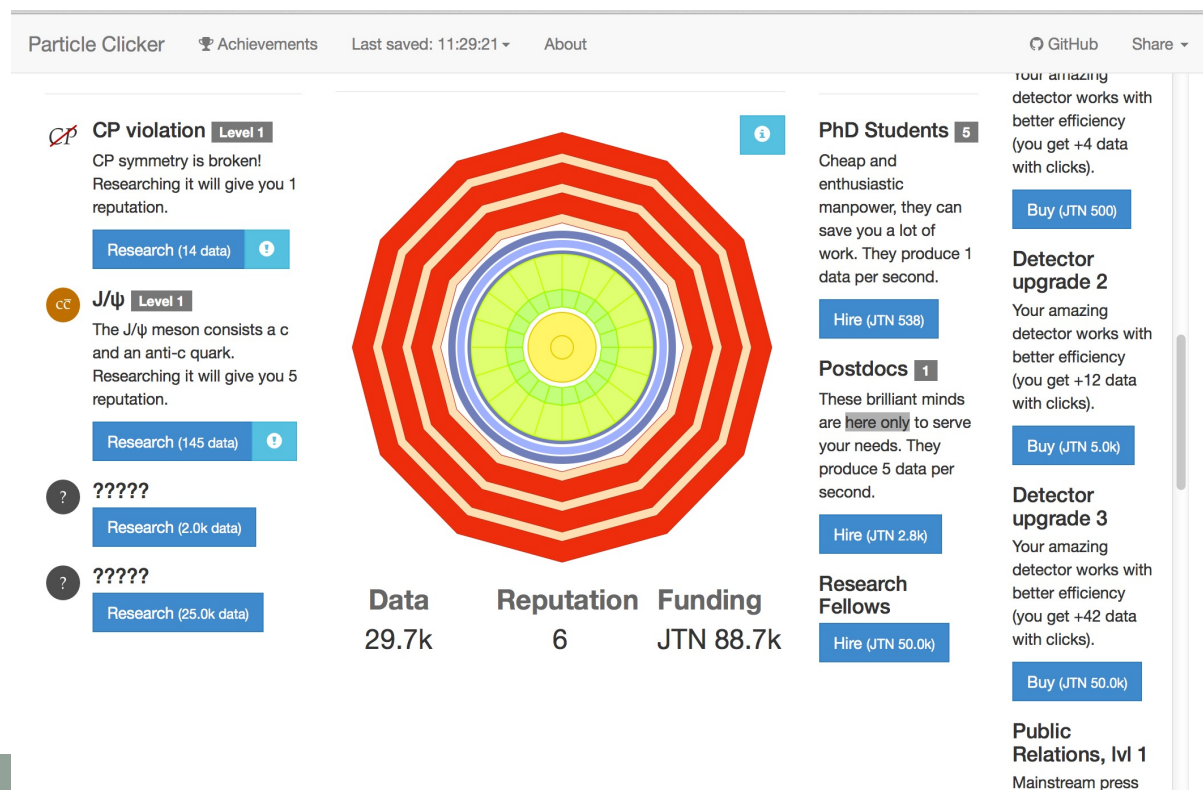 Particle Clicker
Achievements
Last saved: 11:29:21
About
GitHub
Share
CP
CP violation Level 1
CP symmetry is broken!
Researching it will give you 1
reputation.
Research (14 data)
cc̅
J/ψ Level 1
The J/ψ meson consists a c
and an anti-c quark.
Researching it will give you 5
reputation.
Research (145 data)
?
?????
Research (2.0k data)
?
?????
Research (25.0k data)
Data
29.7k
Reputation
6
Funding
JTN 88.7k
PhD Students 5
Cheap and
enthusiastic
manpower, they can
save you a lot of
work. They produce 1
data per second.
Hire (JTN 538)
Postdocs 1
These brilliant minds
are here only to serve
your needs. They
produce 5 data per
second.
Hire (JTN 2.8k)
Research
Fellows
Hire (JTN 50.0k)
Your amazing
detector works with
better efficiency
(you get +4 data
with clicks).
Buy (JTN 500)
Detector
upgrade 2
Your amazing
detector works with
better efficiency
(you get +12 data
with clicks).
Buy (JTN 5.0k)
Detector
upgrade 3
Your amazing
detector works with
better efficiency
(you get +42 data
with clicks).
Buy (JTN 50.0k)
Public
Relations, lvl 1
Mainstream press